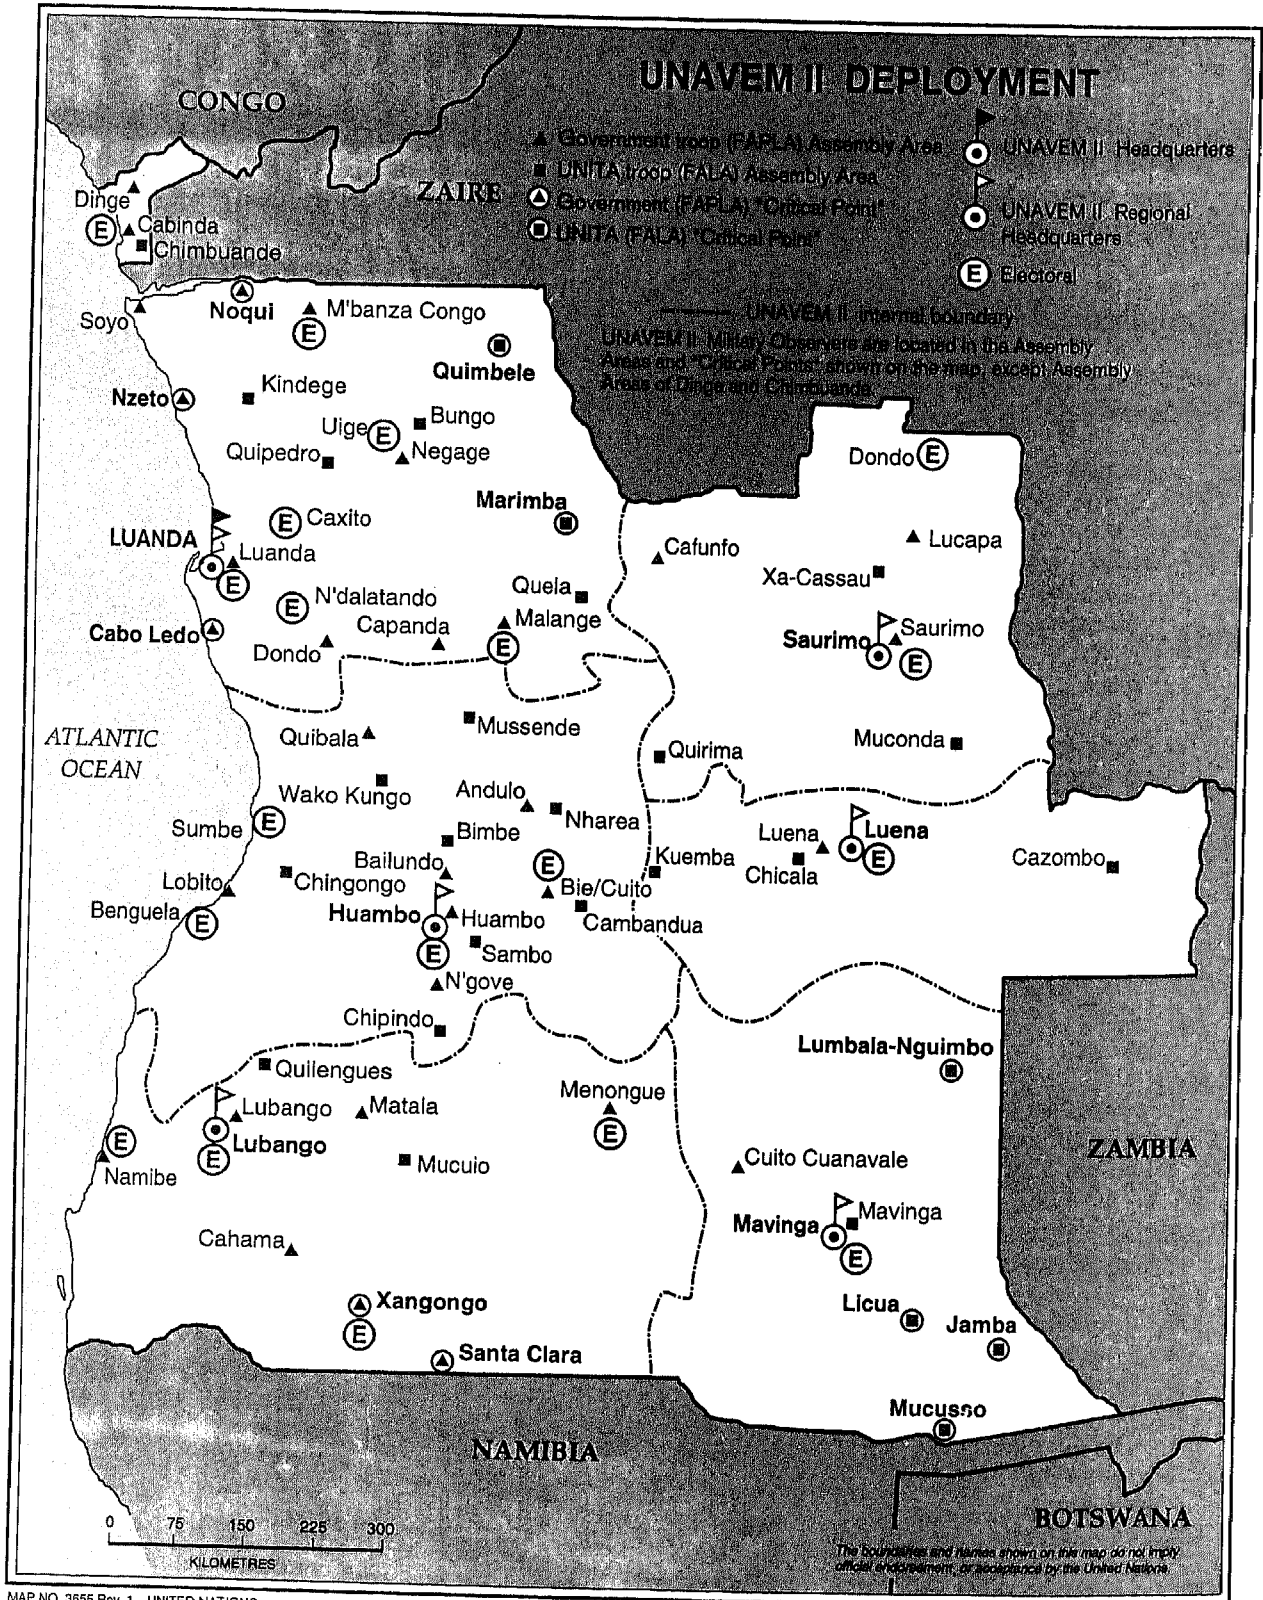 UNAVEM II DEPLOYMENT
CONGO
Government troop (FAPLA) Assembly Area
UNITA troop (FALA) Assembly Area
Government (FAPLA) "Critical Point"
UNITA (FALA) "Critical Point"
UNAVEM II Headquarters
UNAVEM II Regional
Headquarters
E Electoral
UNAVEM II internal boundary
UNAVEM II Military Observers are located in the Assembly
Areas and "Critical Points" shown on the map, except Assembly
Areas of Dinge and Chimbuande
ZAIRE
Dinge
E
Cabinda
Chimbuande
Soyo
Noqui
M'banza Congo
E
Quimbele
Nzeto
Kindege
Bungo
Uige E
Negage
Quipedro
Dondo E
Marimba
E Caxito
LUANDA
Luanda
E
Cafunfo
Lucapa
Xa-Cassau
Quela
E N'dalatando
Capanda
Malange
E
Cabo Ledo
Dondo
Saurimo
Saurimo
E
Mussende
Quibala
Quirima
Muconda
ATLANTIC
OCEAN
Wako Kungo
Andulo
Nharea
Sumbe E
Bimbe
Luena
Luena
E
Chicala
Cazombo
Bailundo
E
Kuemba
Chingongo
Bie/Cuito
Lobito
Benguela
E
Huambo
Huambo
E
Cambandua
Sambo
N'gove
Chipindo
Lumbala-Nguimbo
Quilengues
Menongue
E
Lubango
Matala
Lubango
E
E
Namibe
Mucuio
Cuito Cuanavale
ZAMBIA
Mavinga
Mavinga
E
Cahama
Xangongo
E
Licua
Jamba
Santa Clara
Mucusso
NAMIBIA
BOTSWANA
0 75 150 225 300
KILOMETRES
The boundaries and names shown on this map do not imply
official endorsement or acceptance by the United Nations.
MAP NO. 3655 Rev. 1 UNITED NATIONS